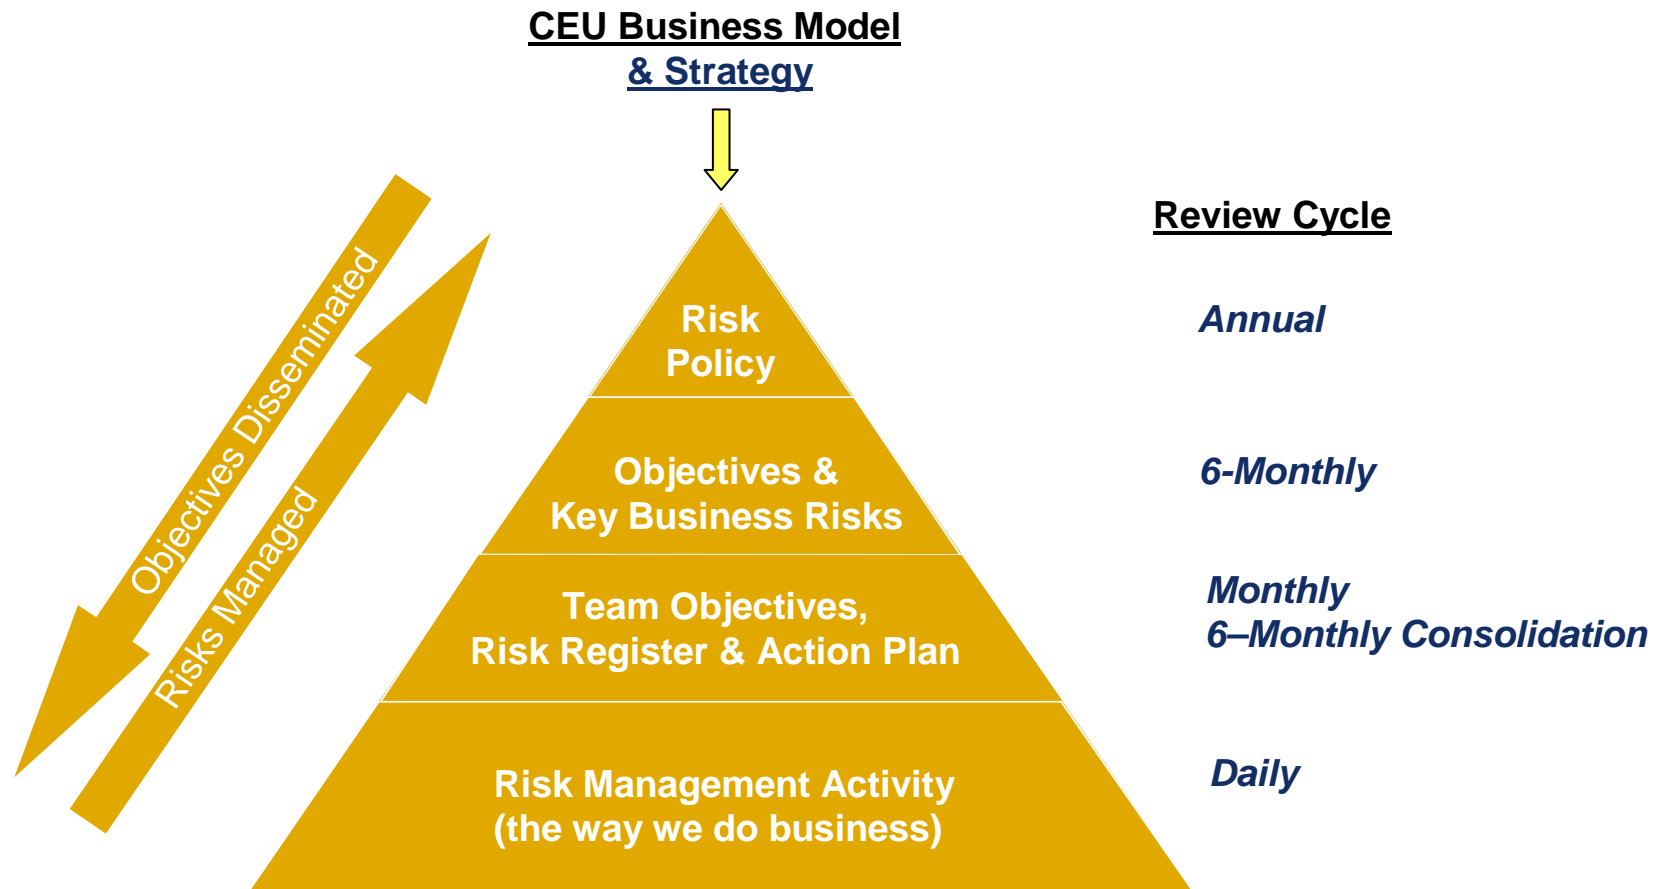 CEU Business Model
& Strategy
Objectives Disseminated
Risks Managed
Review Cycle
Risk
Policy
Annual
Objectives &
Key Business Risks
6-Monthly
Team Objectives,
Risk Register & Action Plan
Monthly
6–Monthly Consolidation
Risk Management Activity
(the way we do business)
Daily